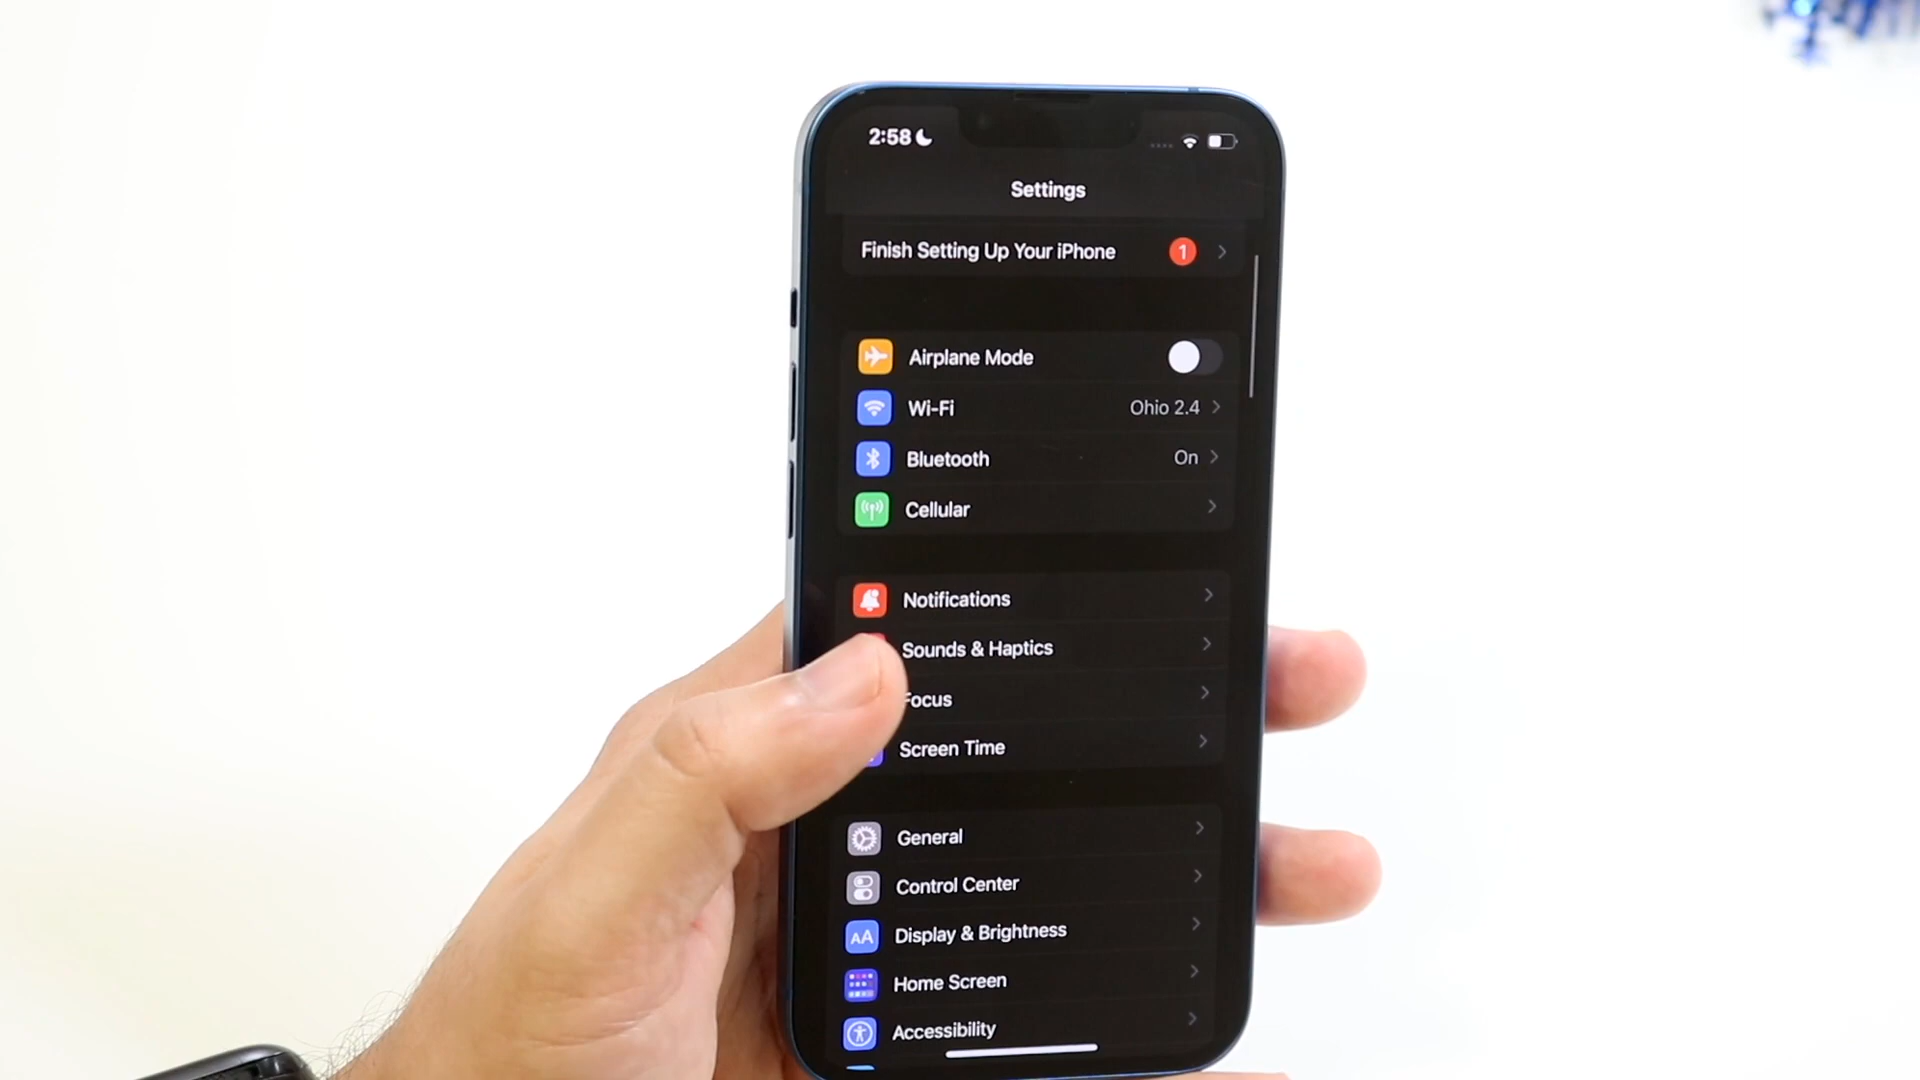 2:58
Settings
Finish Setting Up Your iPhone 1
Airplane Mode
Wi-Fi Ohio 2.4
Bluetooth On
Cellular
Notifications
Sounds & Haptics
Focus
Screen Time
General
Control Center
AA Display & Brightness
Home Screen
Accessibility